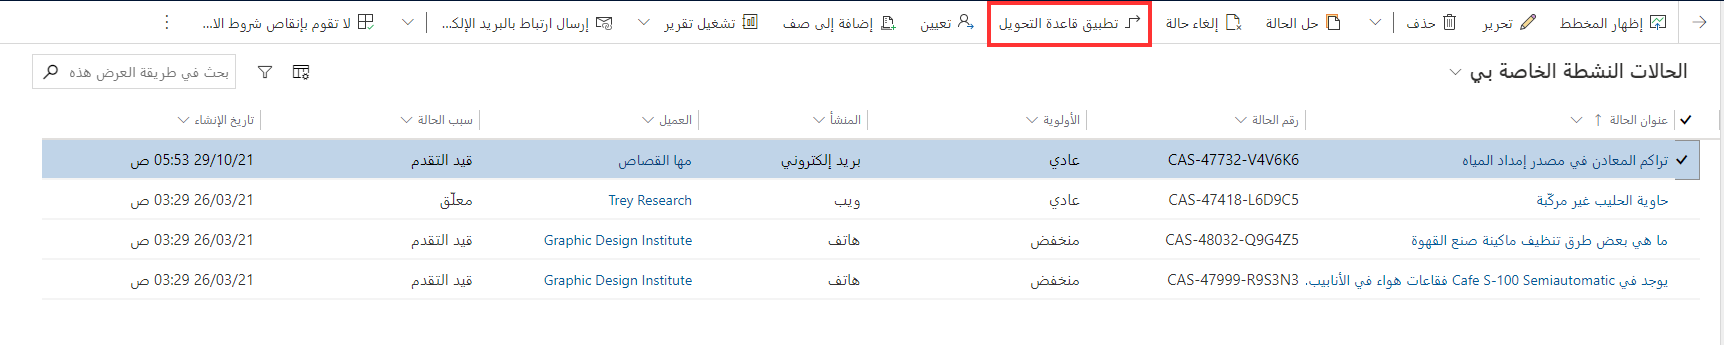 إظهار المخطط تحرير حذف حل الحالة إلغاء حالة تطبيق قاعدة التحويل تعيين إضافة إلى صف تشغيل تقرير إرسال ارتباط بالبريد الإلك... لا تقوم بإنقاص شروط الا...
الحالات النشطة الخاصة بي
بحث في طريقة العرض هذه
عنوان الحالة ↑ رقم الحالة الأولوية المنشأ العميل سبب الحالة تاريخ الإنشاء
تراكم المعادن في مصدر إمداد المياه CAS-47732-V4V6K6 عادي بريد إلكتروني مها القصاص قيد التقدم 29/10/21 05:53 ص
حاوية الحليب غير مركّبة CAS-47418-L6D9C5 عادي ويب Trey Research معلّق 26/03/21 03:29 ص
ما هي بعض طرق تنظيف ماكينة صنع القهوة CAS-48032-Q9G4Z5 منخفض هاتف Graphic Design Institute قيد التقدم 26/03/21 03:29 ص
يوجد في Cafe S-100 Semiautomatic فقاعات هواء في الأنابيب. CAS-47999-R9S3N3 منخفض هاتف Graphic Design Institute قيد التقدم 26/03/21 03:29 ص